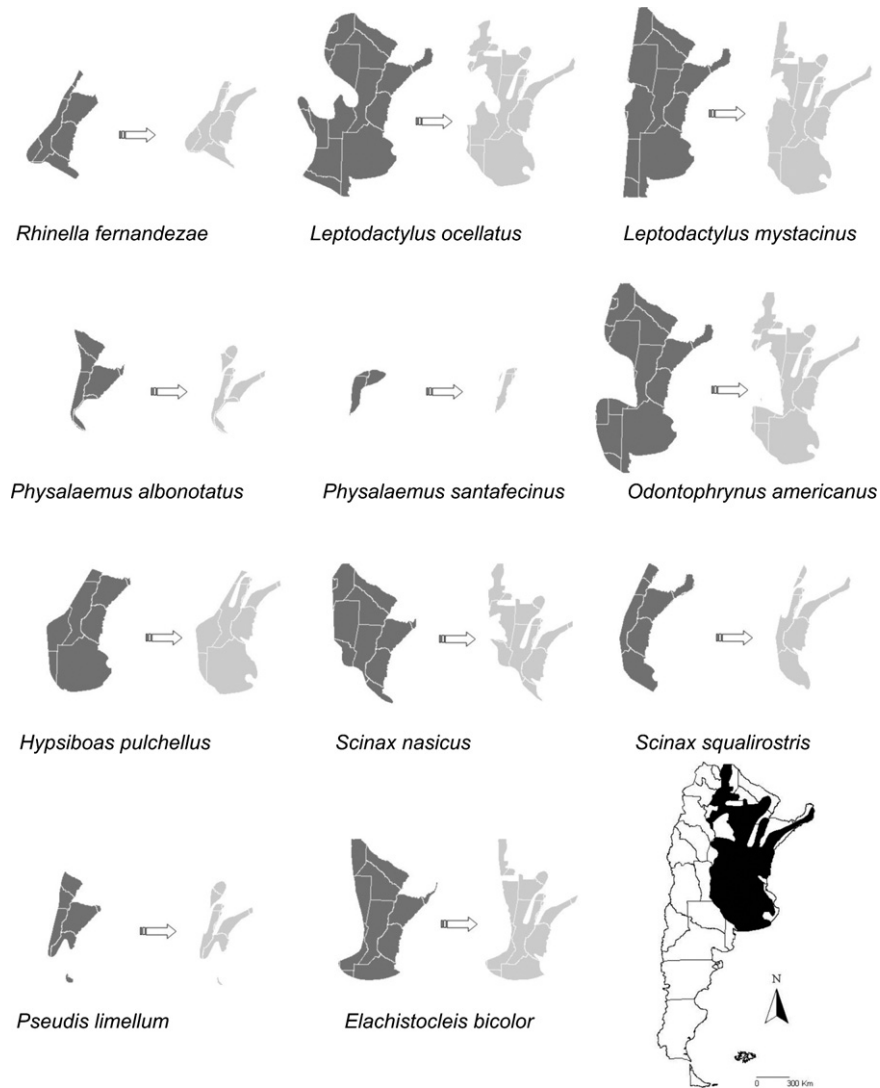 Rhinella fernandezae
Leptodactylus ocellatus
Leptodactylus mystacinus
Physalaemus albonotatus
Physalaemus santafecinus
Odontophrynus americanus
Hypsiboas pulchellus
Scinax nasicus
Scinax squalirostris
Pseudis limellum
Elachistocleis bicolor
N
0 300 Km